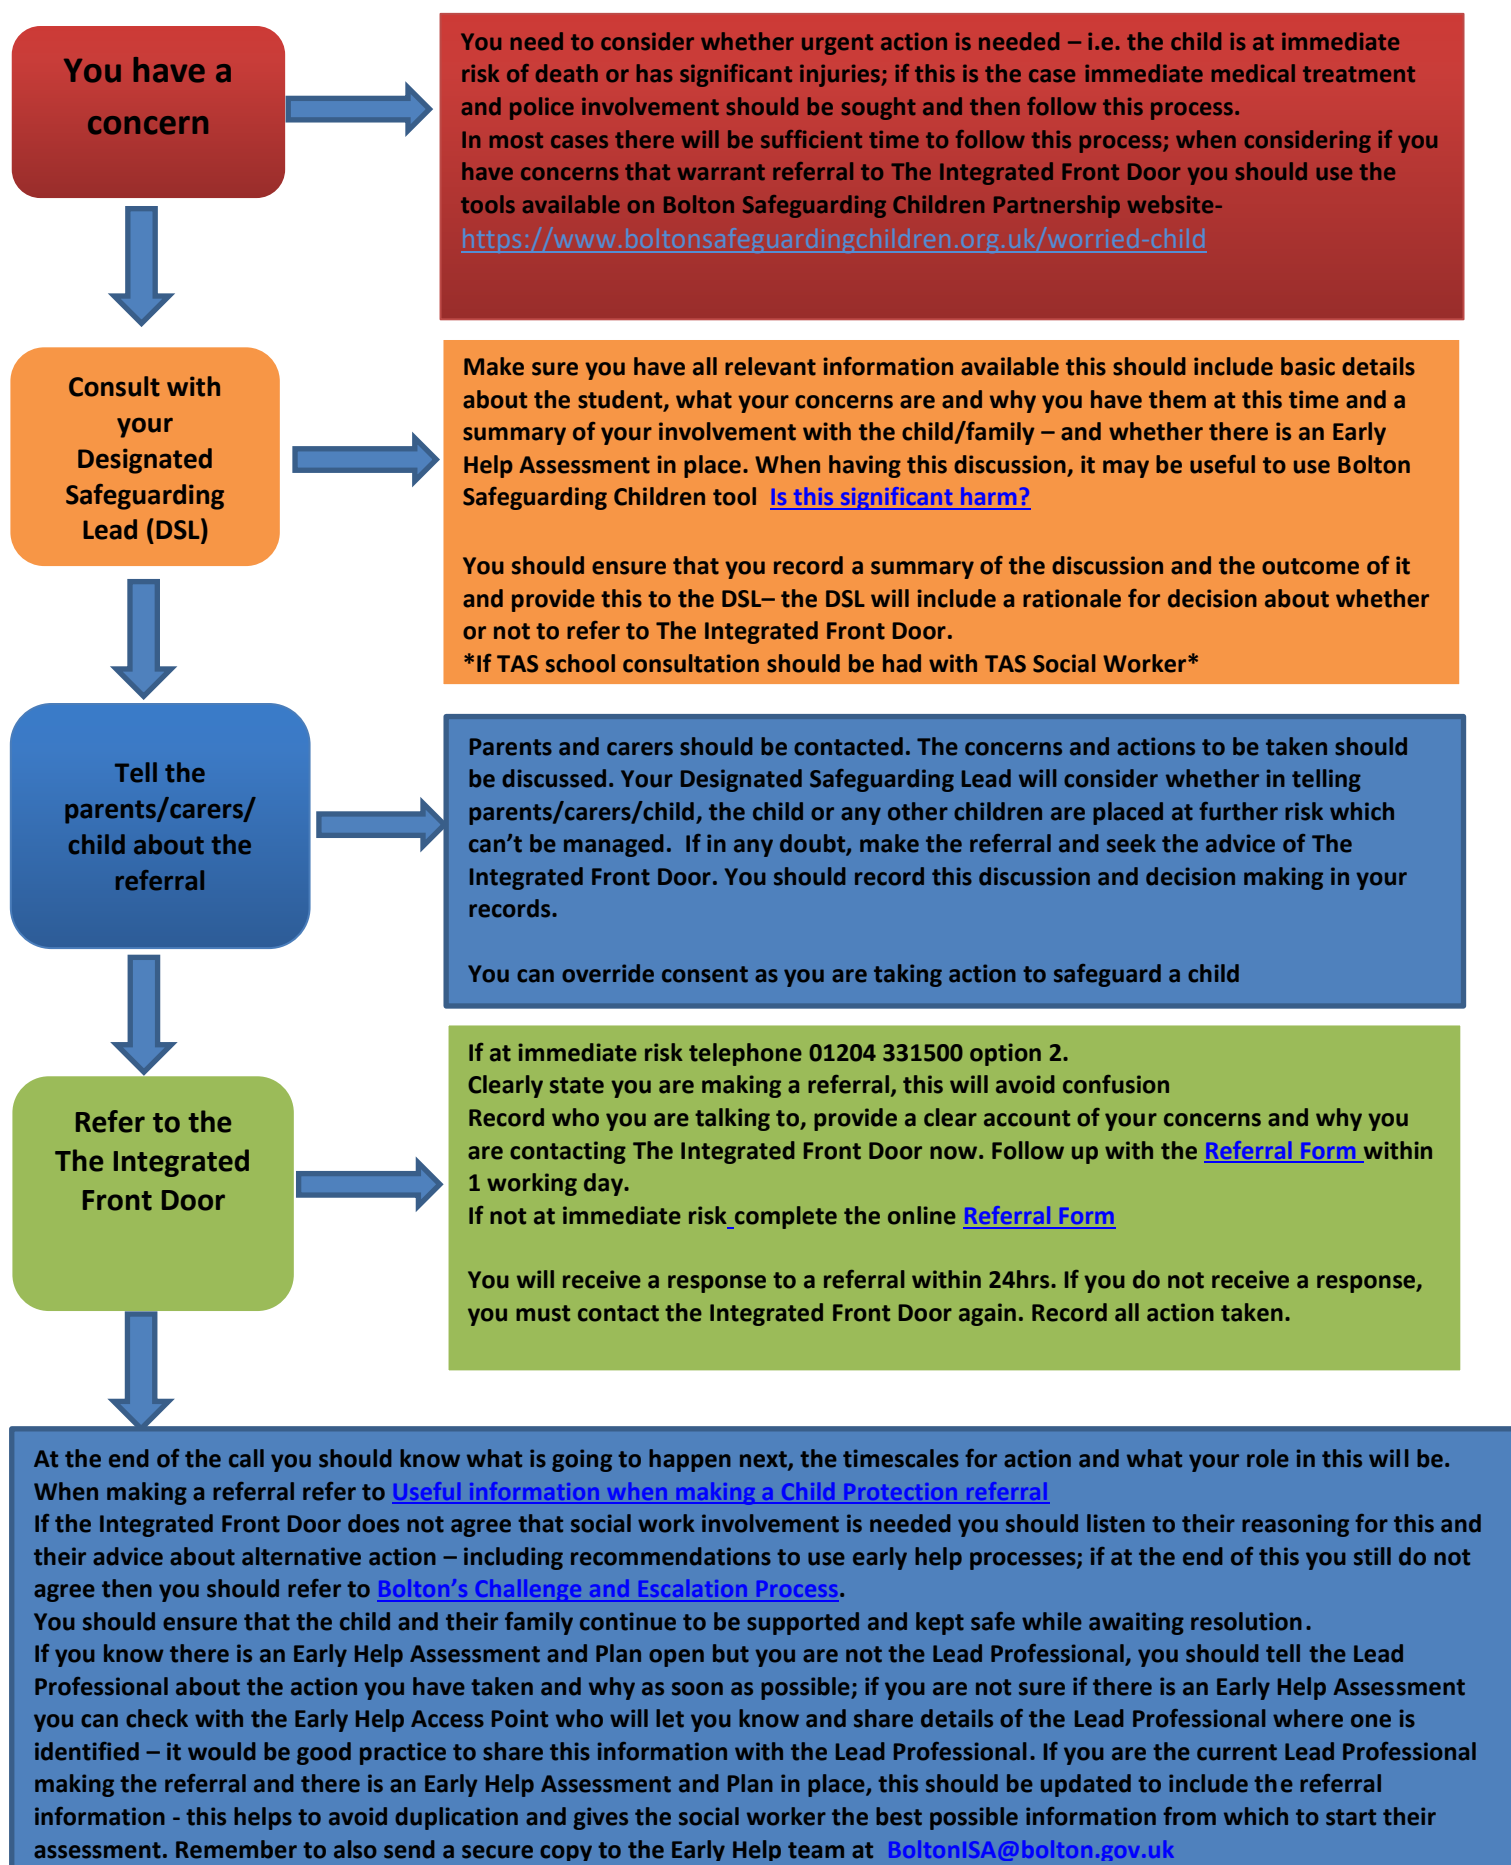 You have a
concern
You need to consider whether urgent action is needed – i.e. the child is at immediate
risk of death or has significant injuries; if this is the case immediate medical treatment
and police involvement should be sought and then follow this process.
In most cases there will be sufficient time to follow this process; when considering if you
have concerns that warrant referral to The Integrated Front Door you should use the
tools available on Bolton Safeguarding Children Partnership website-
https://www.boltonsafeguardingchildren.org.uk/worried-child
Consult with
your
Designated
Safeguarding
Lead (DSL)
Make sure you have all relevant information available this should include basic details
about the student, what your concerns are and why you have them at this time and a
summary of your involvement with the child/family – and whether there is an Early
Help Assessment in place. When having this discussion, it may be useful to use Bolton
Safeguarding Children tool Is this significant harm?
You should ensure that you record a summary of the discussion and the outcome of it
and provide this to the DSL– the DSL will include a rationale for decision about whether
or not to refer to The Integrated Front Door.
*If TAS school consultation should be had with TAS Social Worker*
Tell the
parents/carers/
child about the
referral
Parents and carers should be contacted. The concerns and actions to be taken should
be discussed. Your Designated Safeguarding Lead will consider whether in telling
parents/carers/child, the child or any other children are placed at further risk which
can’t be managed. If in any doubt, make the referral and seek the advice of The
Integrated Front Door. You should record this discussion and decision making in your
records.
You can override consent as you are taking action to safeguard a child
Refer to the
The Integrated
Front Door
If at immediate risk telephone 01204 331500 option 2.
Clearly state you are making a referral, this will avoid confusion
Record who you are talking to, provide a clear account of your concerns and why you
are contacting The Integrated Front Door now. Follow up with the Referral Form within
1 working day.
If not at immediate risk complete the online Referral Form
You will receive a response to a referral within 24hrs. If you do not receive a response,
you must contact the Integrated Front Door again. Record all action taken.
At the end of the call you should know what is going to happen next, the timescales for action and what your role in this will be.
When making a referral refer to Useful information when making a Child Protection referral
If the Integrated Front Door does not agree that social work involvement is needed you should listen to their reasoning for this and
their advice about alternative action – including recommendations to use early help processes; if at the end of this you still do not
agree then you should refer to Bolton’s Challenge and Escalation Process.
You should ensure that the child and their family continue to be supported and kept safe while awaiting resolution.
If you know there is an Early Help Assessment and Plan open but you are not the Lead Professional, you should tell the Lead
Professional about the action you have taken and why as soon as possible; if you are not sure if there is an Early Help Assessment
you can check with the Early Help Access Point who will let you know and share details of the Lead Professional where one is
identified – it would be good practice to share this information with the Lead Professional. If you are the current Lead Professional
making the referral and there is an Early Help Assessment and Plan in place, this should be updated to include the referral
information - this helps to avoid duplication and gives the social worker the best possible information from which to start their
assessment. Remember to also send a secure copy to the Early Help team at BoltonISA@bolton.gov.uk